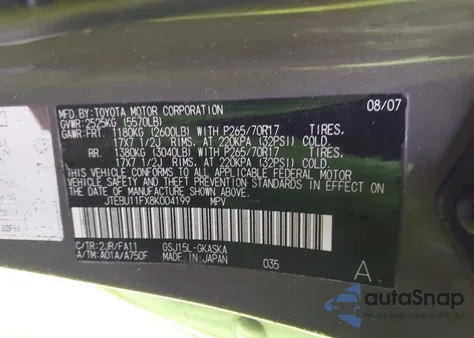 MFD. BY: TOYOTA MOTOR CORPORATION 08/07
GVWR: 2525KG (5570LB)
GAWR: FRT 1180KG (2600LB) WITH P265/70R17 TIRES,
17X7 1/2J RIMS, AT 220KPA (32PSI) COLD
RR 1380KG (3040LB) WITH P265/70R17 TIRES,
17X7 1/2J RIMS, AT 220KPA (32PSI) COLD
THIS VEHICLE CONFORMS TO ALL APPLICABLE FEDERAL MOTOR
VEHICLE SAFETY, BUMPER, AND THEFT PREVENTION STANDARDS IN
EFFECT ON THE DATE OF MANUFACTURE SHOWN ABOVE.
JTEBU11FX8K004199 MPV
C/TR: 2JR/FA11 GSJ15L-GKASKA
A/TM: A01A/A750F MADE IN JAPAN 035
A
autoSnap